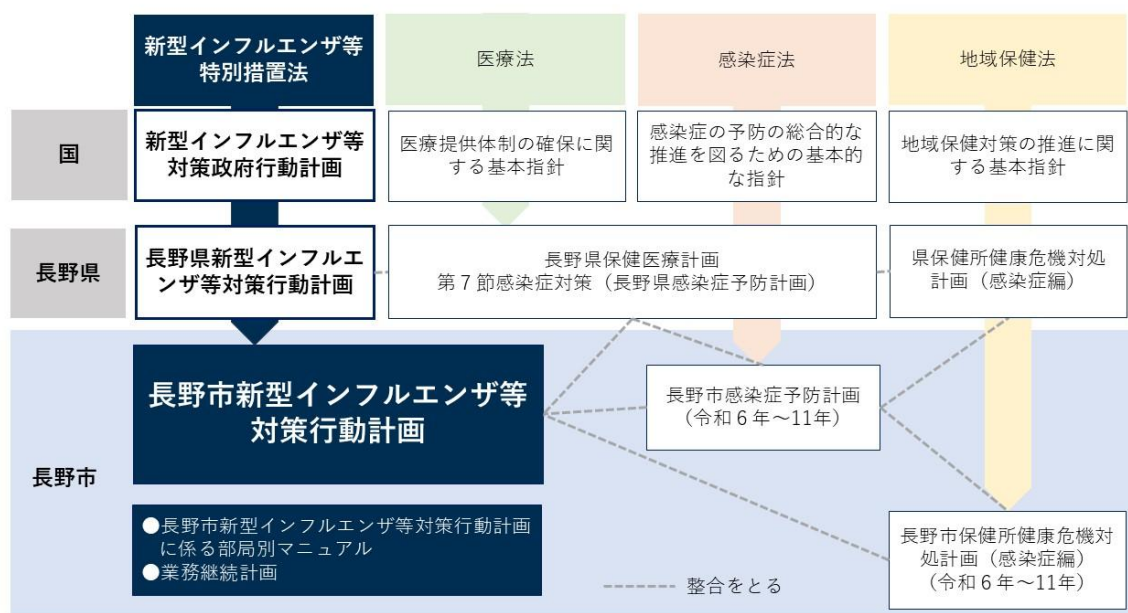 新型インフルエンザ等
特別措置法
医療法
感染症法
地域保健法
国
新型インフルエンザ等
対策政府行動計画
医療提供体制の確保に関
する基本指針
感染症の予防の総合的な
推進を図るための基本的
な指針
地域保健対策の推進に関
する基本指針
長野県
長野県新型インフルエ
ンザ等対策行動計画
長野県保健医療計画
第7節感染症対策（長野県感染症予防計画）
県保健所健康危機対処
計画（感染症編）
長野市
長野市新型インフルエンザ等
対策行動計画
長野市感染症予防計画
（令和6年～11年）
●長野市新型インフルエンザ等対策行動計画
に係る部局別マニュアル
●業務継続計画
長野市保健所健康危機対
処計画（感染症編）
（令和6年～11年）
整合をとる